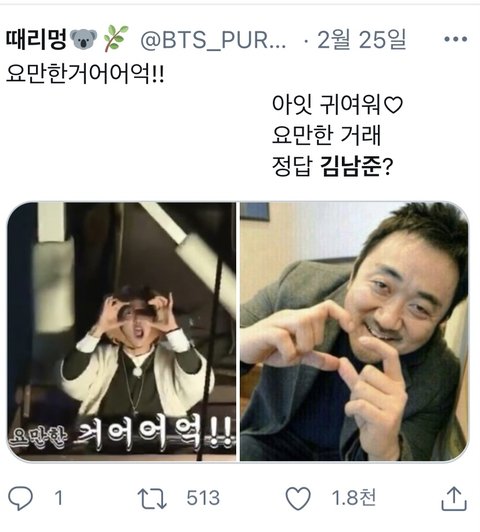 때리멍🐨🌿 @BTS_PUR... · 2월 25일 ...
요만한거어어억!!
아잇 귀여워♡
요만한 거래
정답 김남준?
요만한 거어어억!!
1 513 1.8천